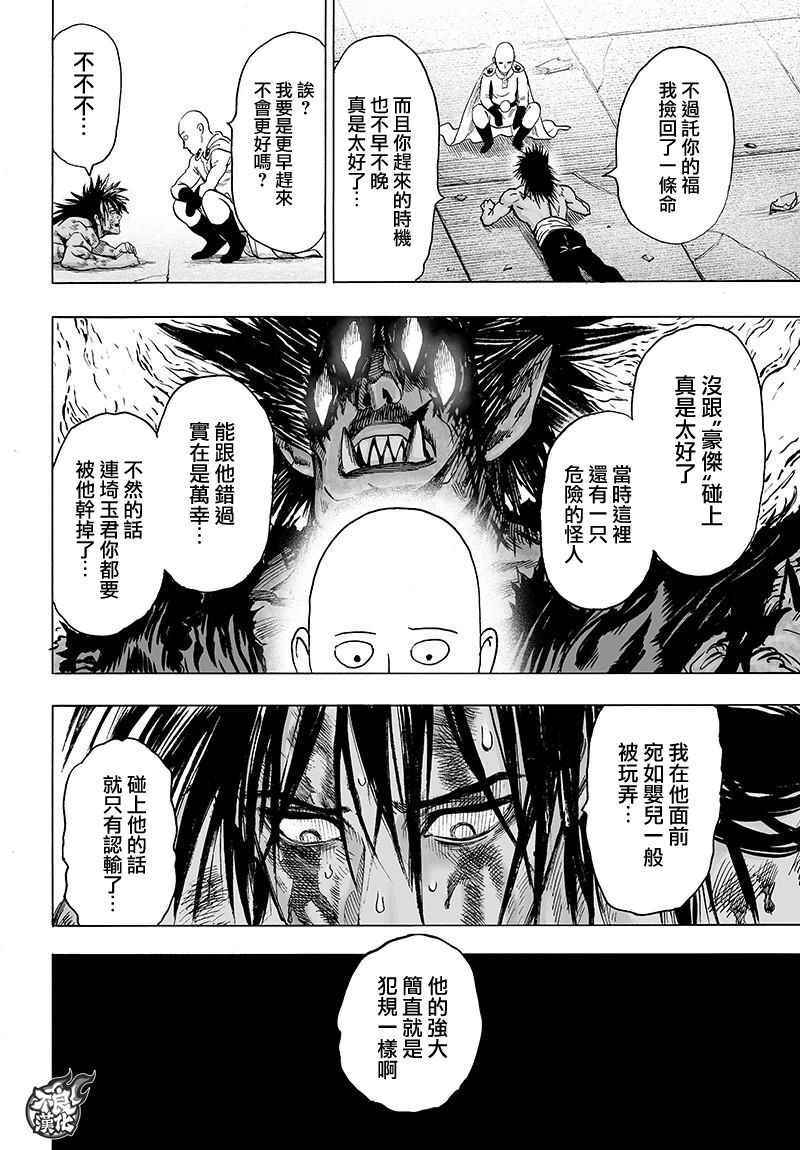 不過託你的福
我撿回了一條命
而且你趕來的時機
也不早不晚
真是太好了…
誒?
我要是更早趕來
不會更好嗎?
不不不…
沒跟"豪傑"碰上
真是太好了
當時這裡
還有一只
危險的怪人
能跟他錯過
實在是萬幸…
不然的話
連埼玉君你都要
被他幹掉了…
我在他面前
宛如嬰兒一般
被玩弄…
碰上他的話
就只有認輸了…
他的強大
簡直就是
犯規一樣啊
大狼
漢化